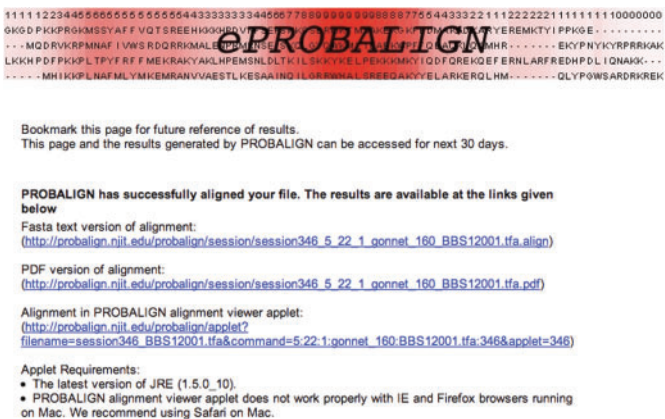 ePROBALIGN
Bookmark this page for future reference of results.
This page and the results generated by PROBALIGN can be accessed for next 30 days.
PROBALIGN has successfully aligned your file. The results are available at the links given
below
Fasta text version of alignment:
(http://probalign.njit.edu/probalign/session/session346_5_22_1_gonnet_160_BBS12001.tfa.align)
PDF version of alignment:
(http://probalign.njit.edu/probalign/session/session346_5_22_1_gonnet_160_BBS12001.tfa.pdf)
Alignment in PROBALIGN alignment viewer applet:
(http://probalign.njit.edu/probalign/applet?
filename=session346_BBS12001.tfa&command=5:22:1:gonnet_160:BBS12001.tfa:346&applet=346)
Applet Requirements:
• The latest version of JRE (1.5.0_10).
• PROBALIGN alignment viewer applet does not work properly with IE and Firefox browsers running
on Mac. We recommend using Safari on Mac.